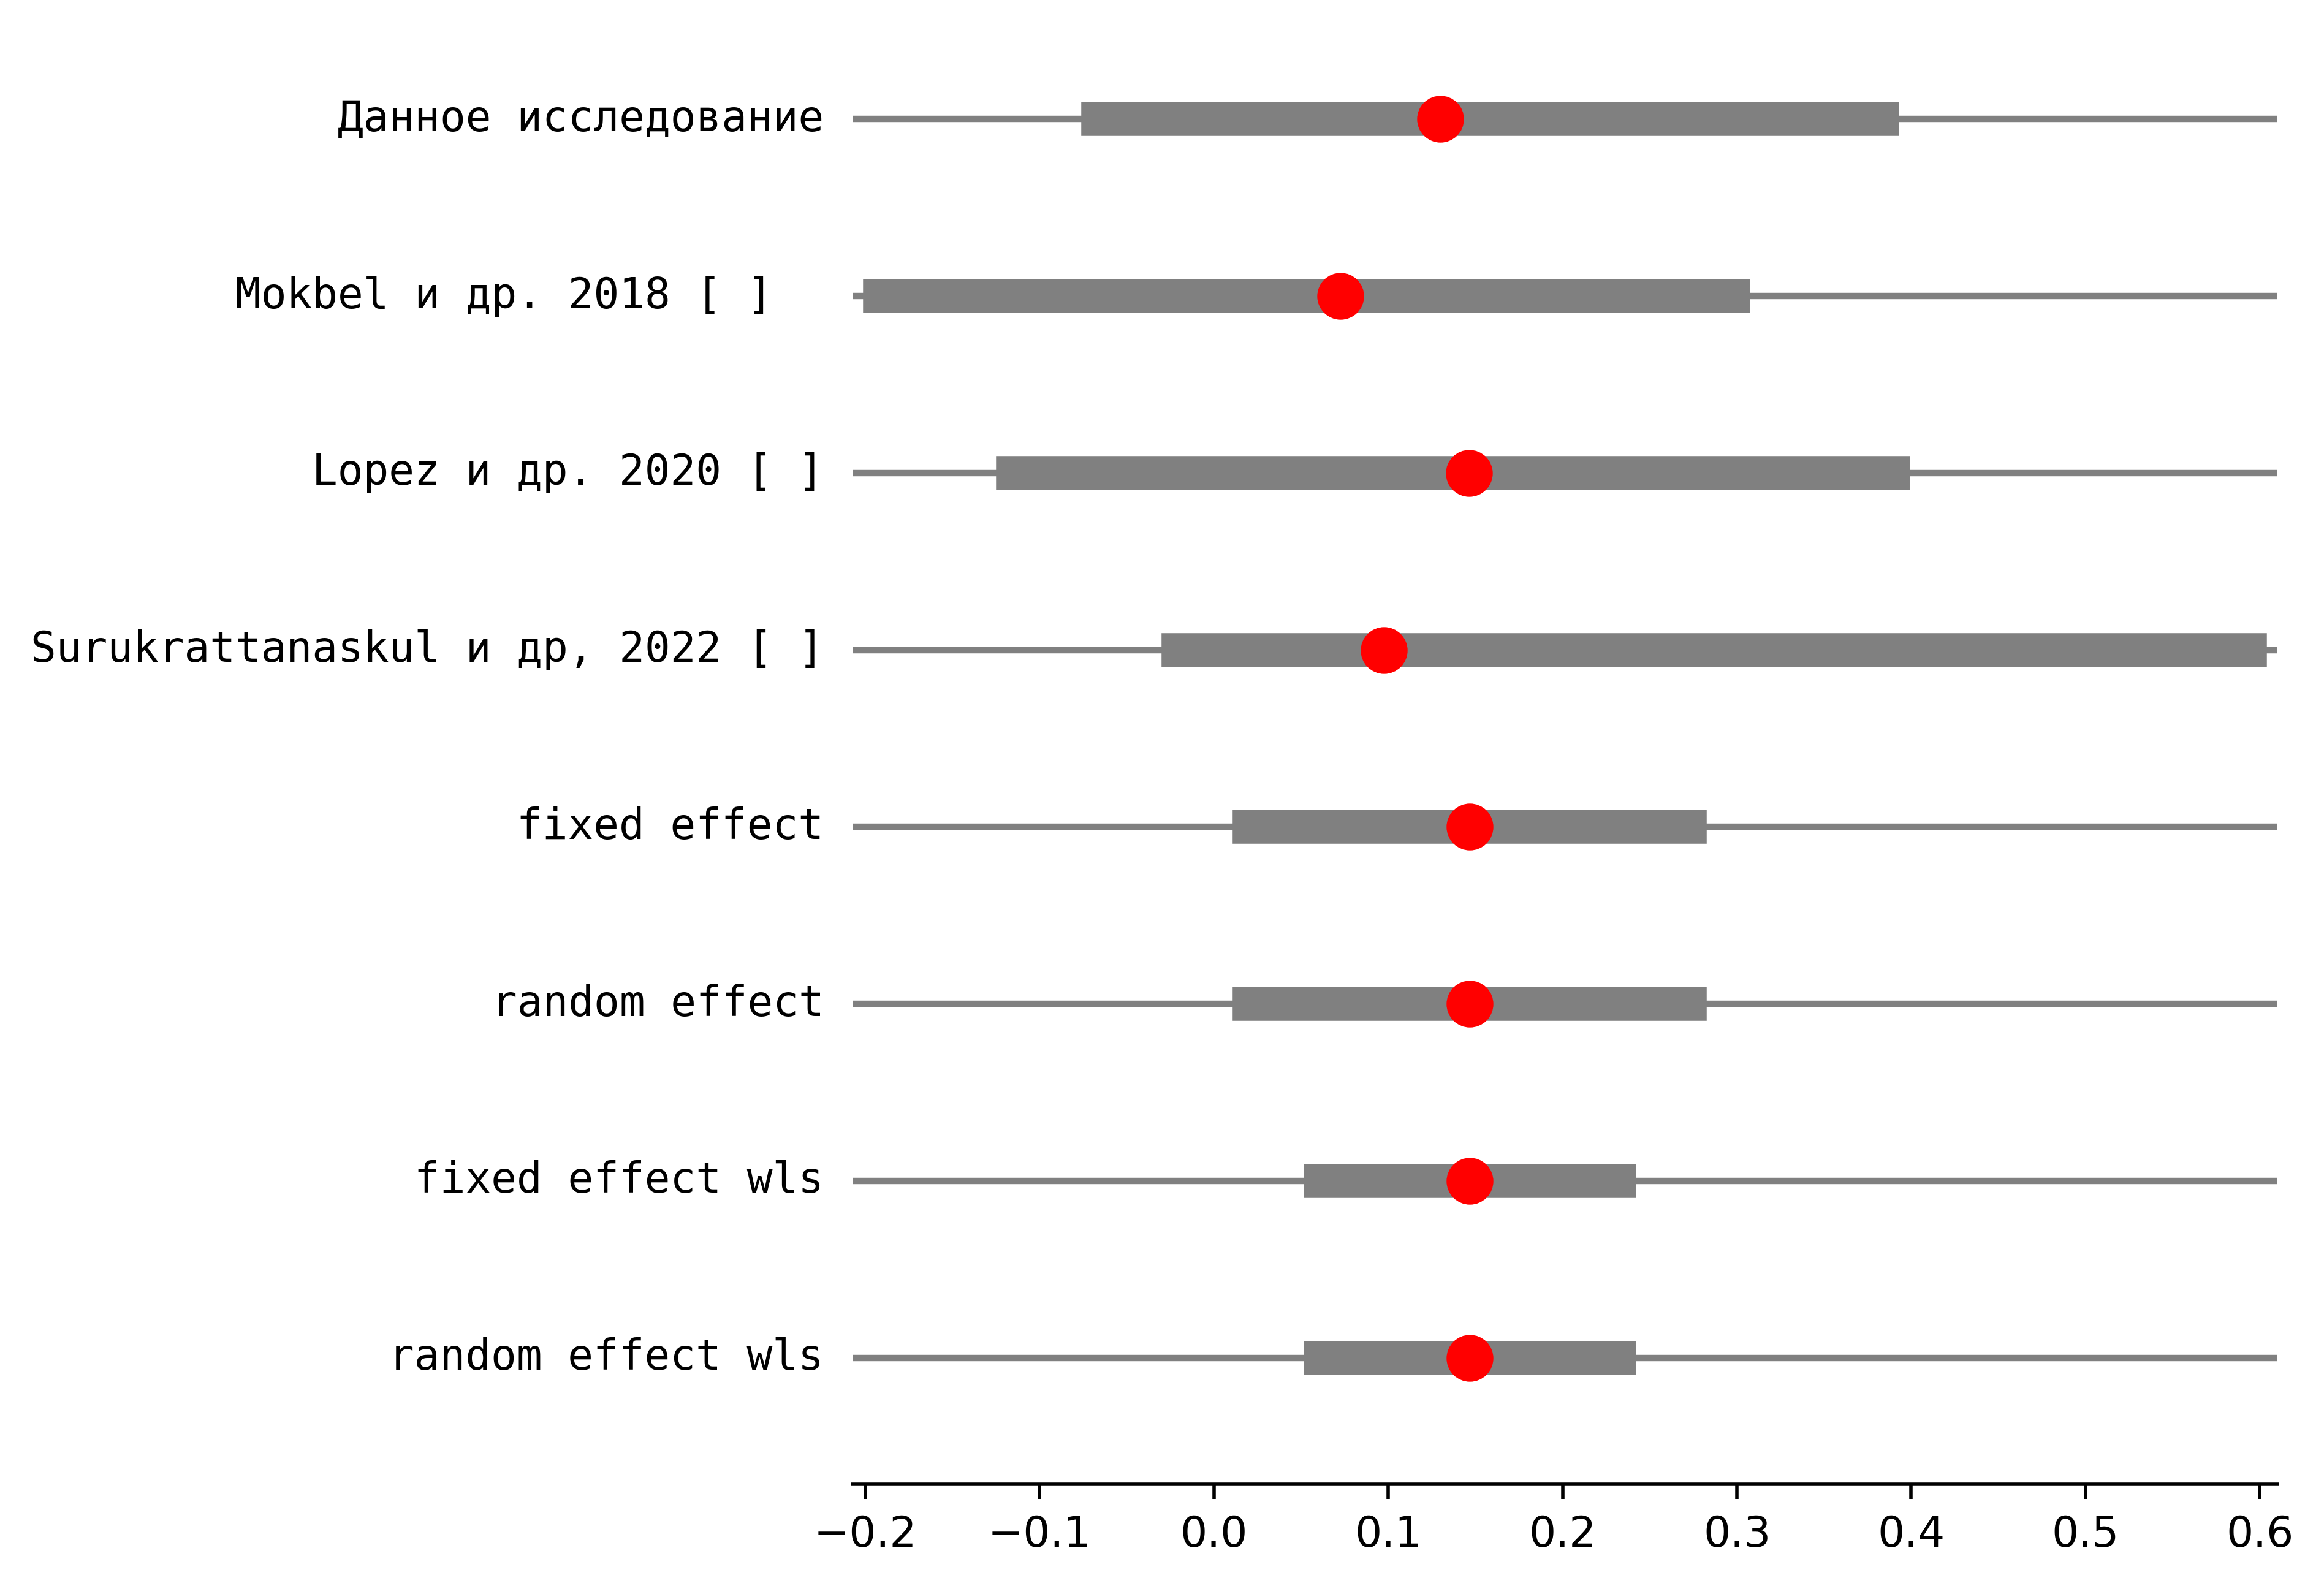 Данное исследование
Mokbel и др. 2018 [ ]
Lopez и др. 2020 [ ]
Surukrattanaskul и др, 2022 [ ]
fixed effect
random effect
fixed effect wls
random effect wls
−0.2 −0.1 0.0 0.1 0.2 0.3 0.4 0.5 0.6